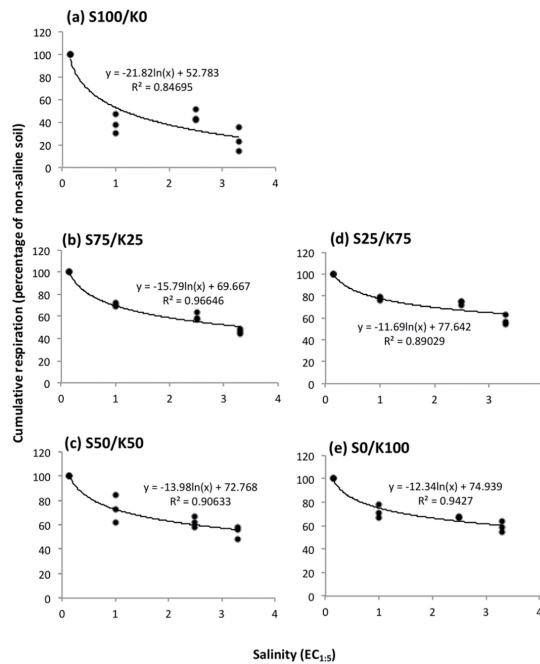 Cumulative respiration (percentage of non-saline soil)
(a) S100/K0
120
100
80
60
40
20
0
0 1 2 3 4
y = -21.82ln(x) + 52.783
R² = 0.84695
(b) S75/K25
120
100
80
60
40
20
0
0 1 2 3 4
y = -15.79ln(x) + 69.667
R² = 0.96646
(d) S25/K75
120
100
80
60
40
20
0
0 1 2 3
y = -11.69ln(x) + 77.642
R² = 0.89029
(c) S50/K50
120
100
80
60
40
20
0
0 1 2 3 4
y = -13.98ln(x) + 72.768
R² = 0.90633
(e) S0/K100
120
100
80
60
40
20
0
0 1 2 3 4
y = -12.34ln(x) + 74.939
R² = 0.9427
Salinity (EC1:5)